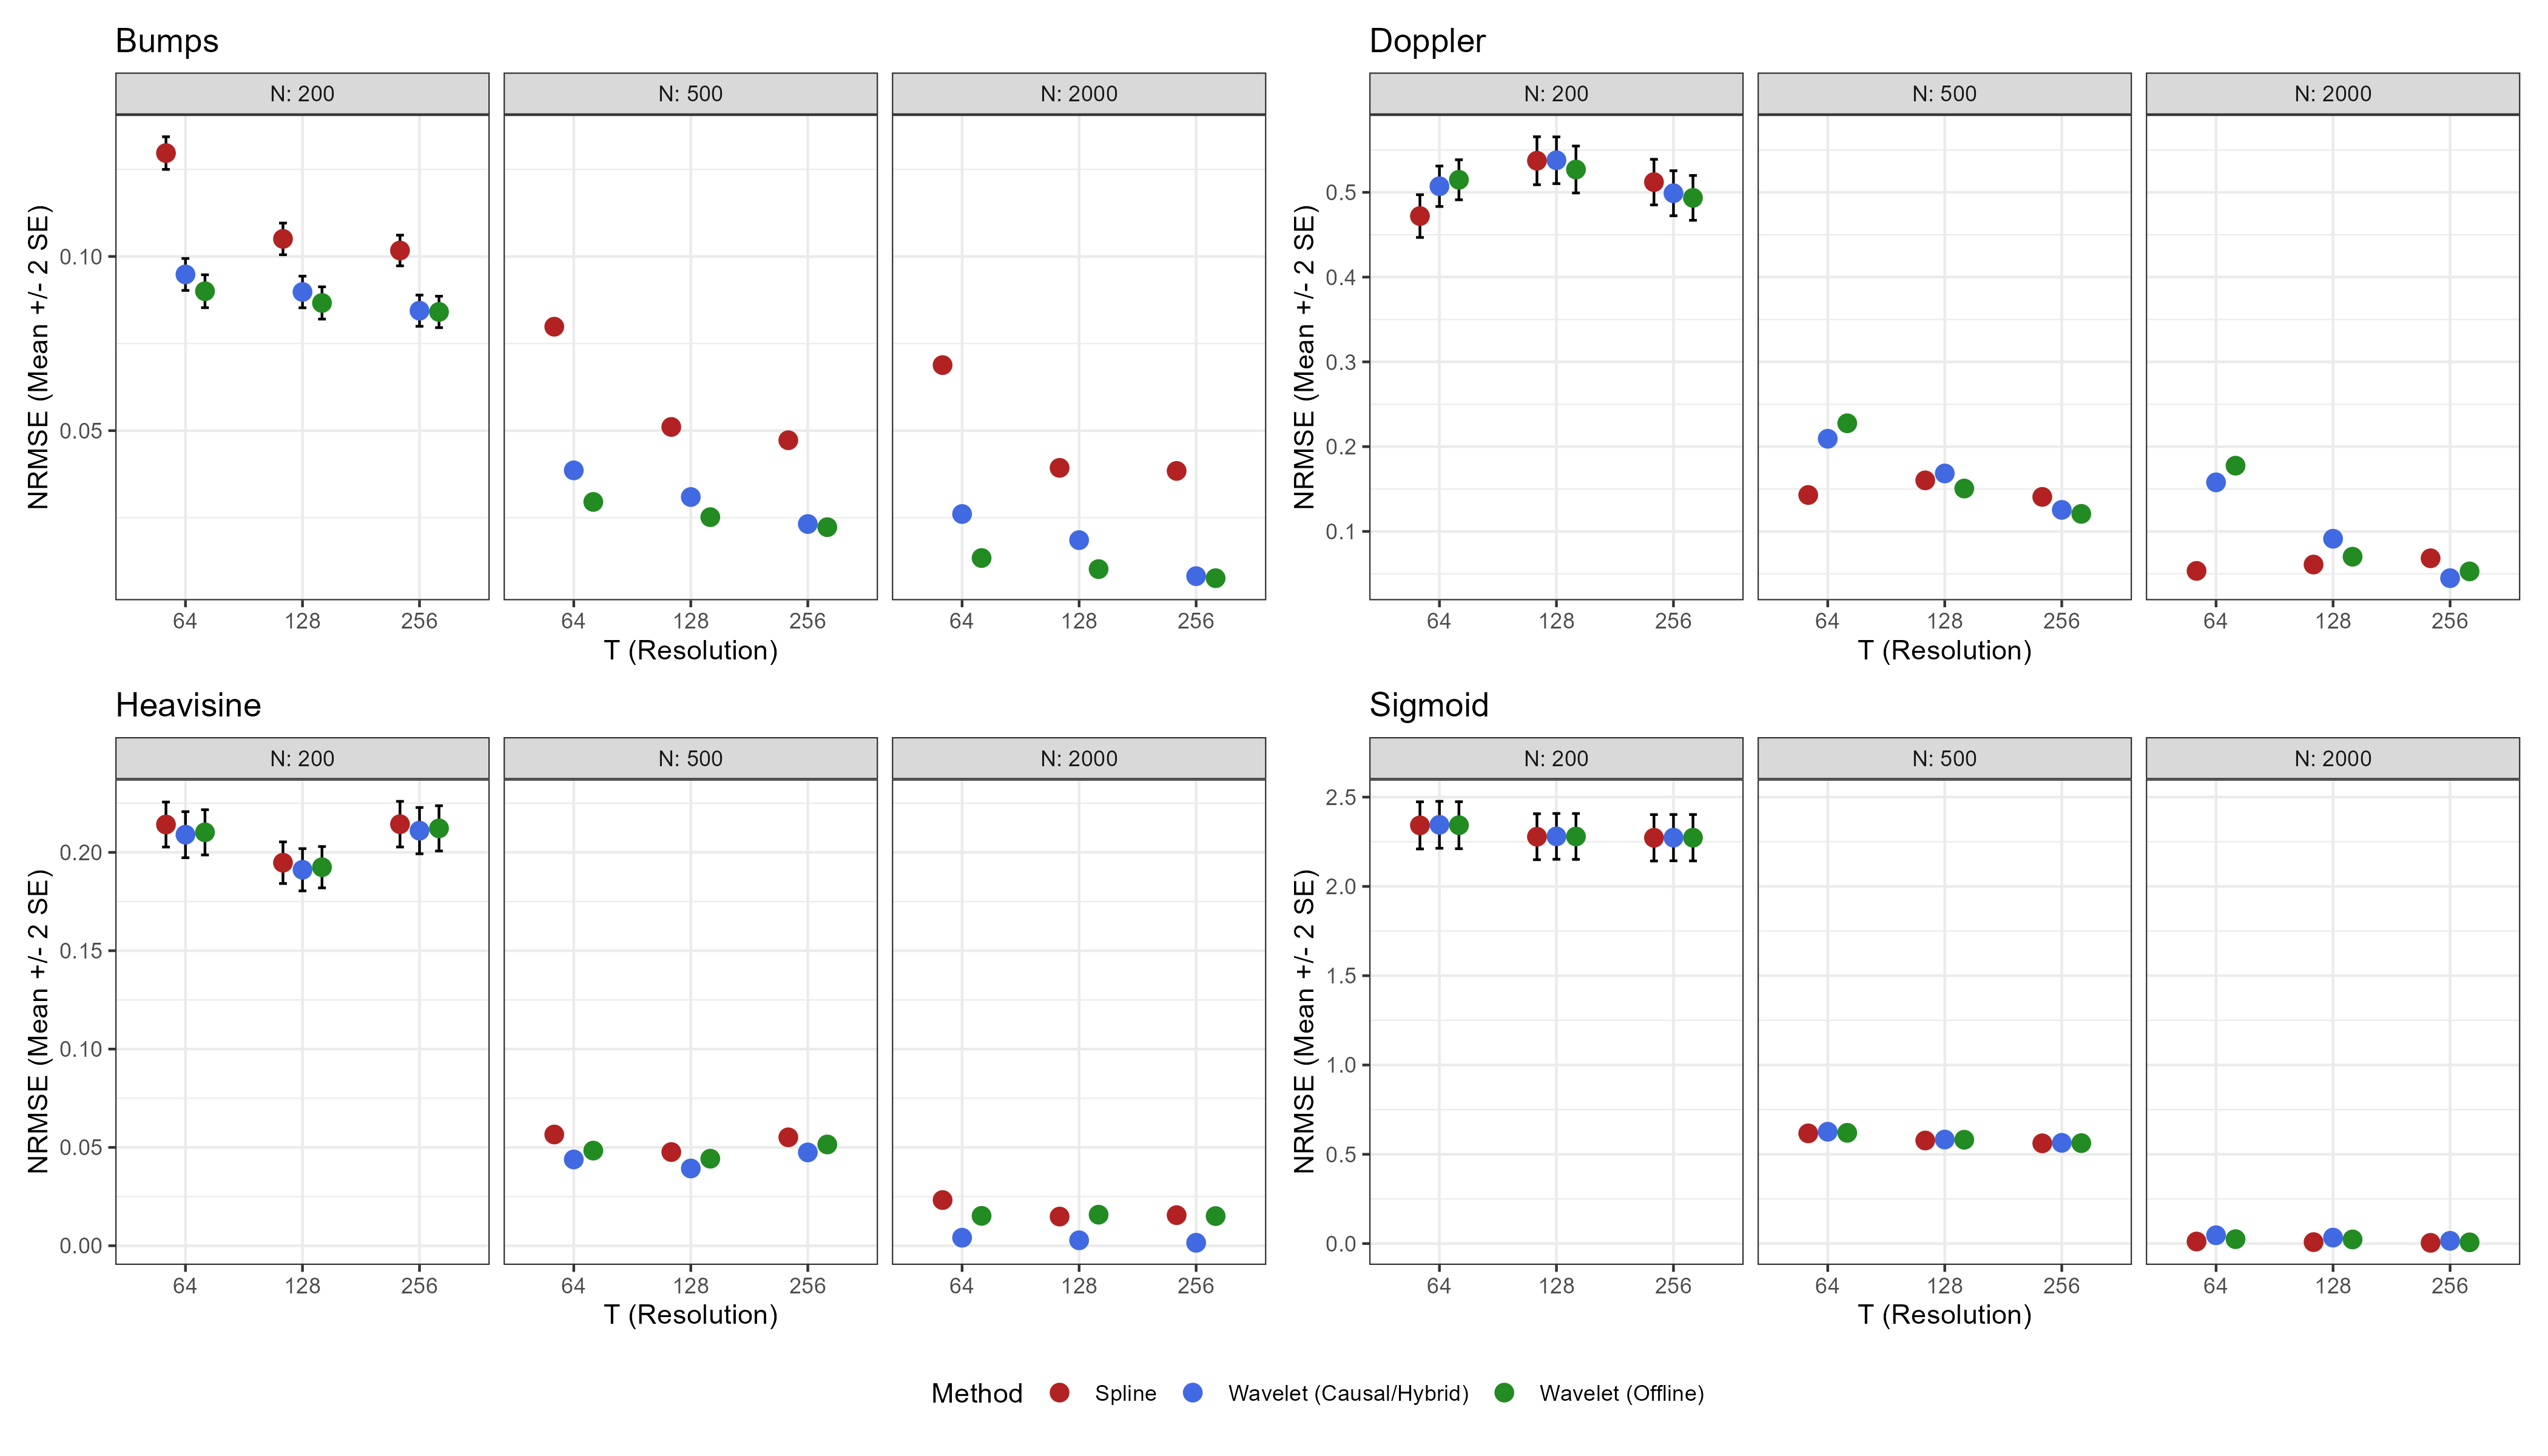 Bumps
N: 200
N: 500
N: 2000
NRMSE (Mean +/- 2 SE)
0.10
0.05
64
128
256
64
128
256
64
128
256
T (Resolution)
Doppler
N: 200
N: 500
N: 2000
NRMSE (Mean +/- 2 SE)
0.5
0.4
0.3
0.2
0.1
64
128
256
64
128
256
64
128
256
T (Resolution)
Heavisine
N: 200
N: 500
N: 2000
NRMSE (Mean +/- 2 SE)
0.20
0.15
0.10
0.05
0.00
64
128
256
64
128
256
64
128
256
T (Resolution)
Sigmoid
N: 200
N: 500
N: 2000
NRMSE (Mean +/- 2 SE)
2.5
2.0
1.5
1.0
0.5
0.0
64
128
256
64
128
256
64
128
256
T (Resolution)
Method
Spline
Wavelet (Causal/Hybrid)
Wavelet (Offline)